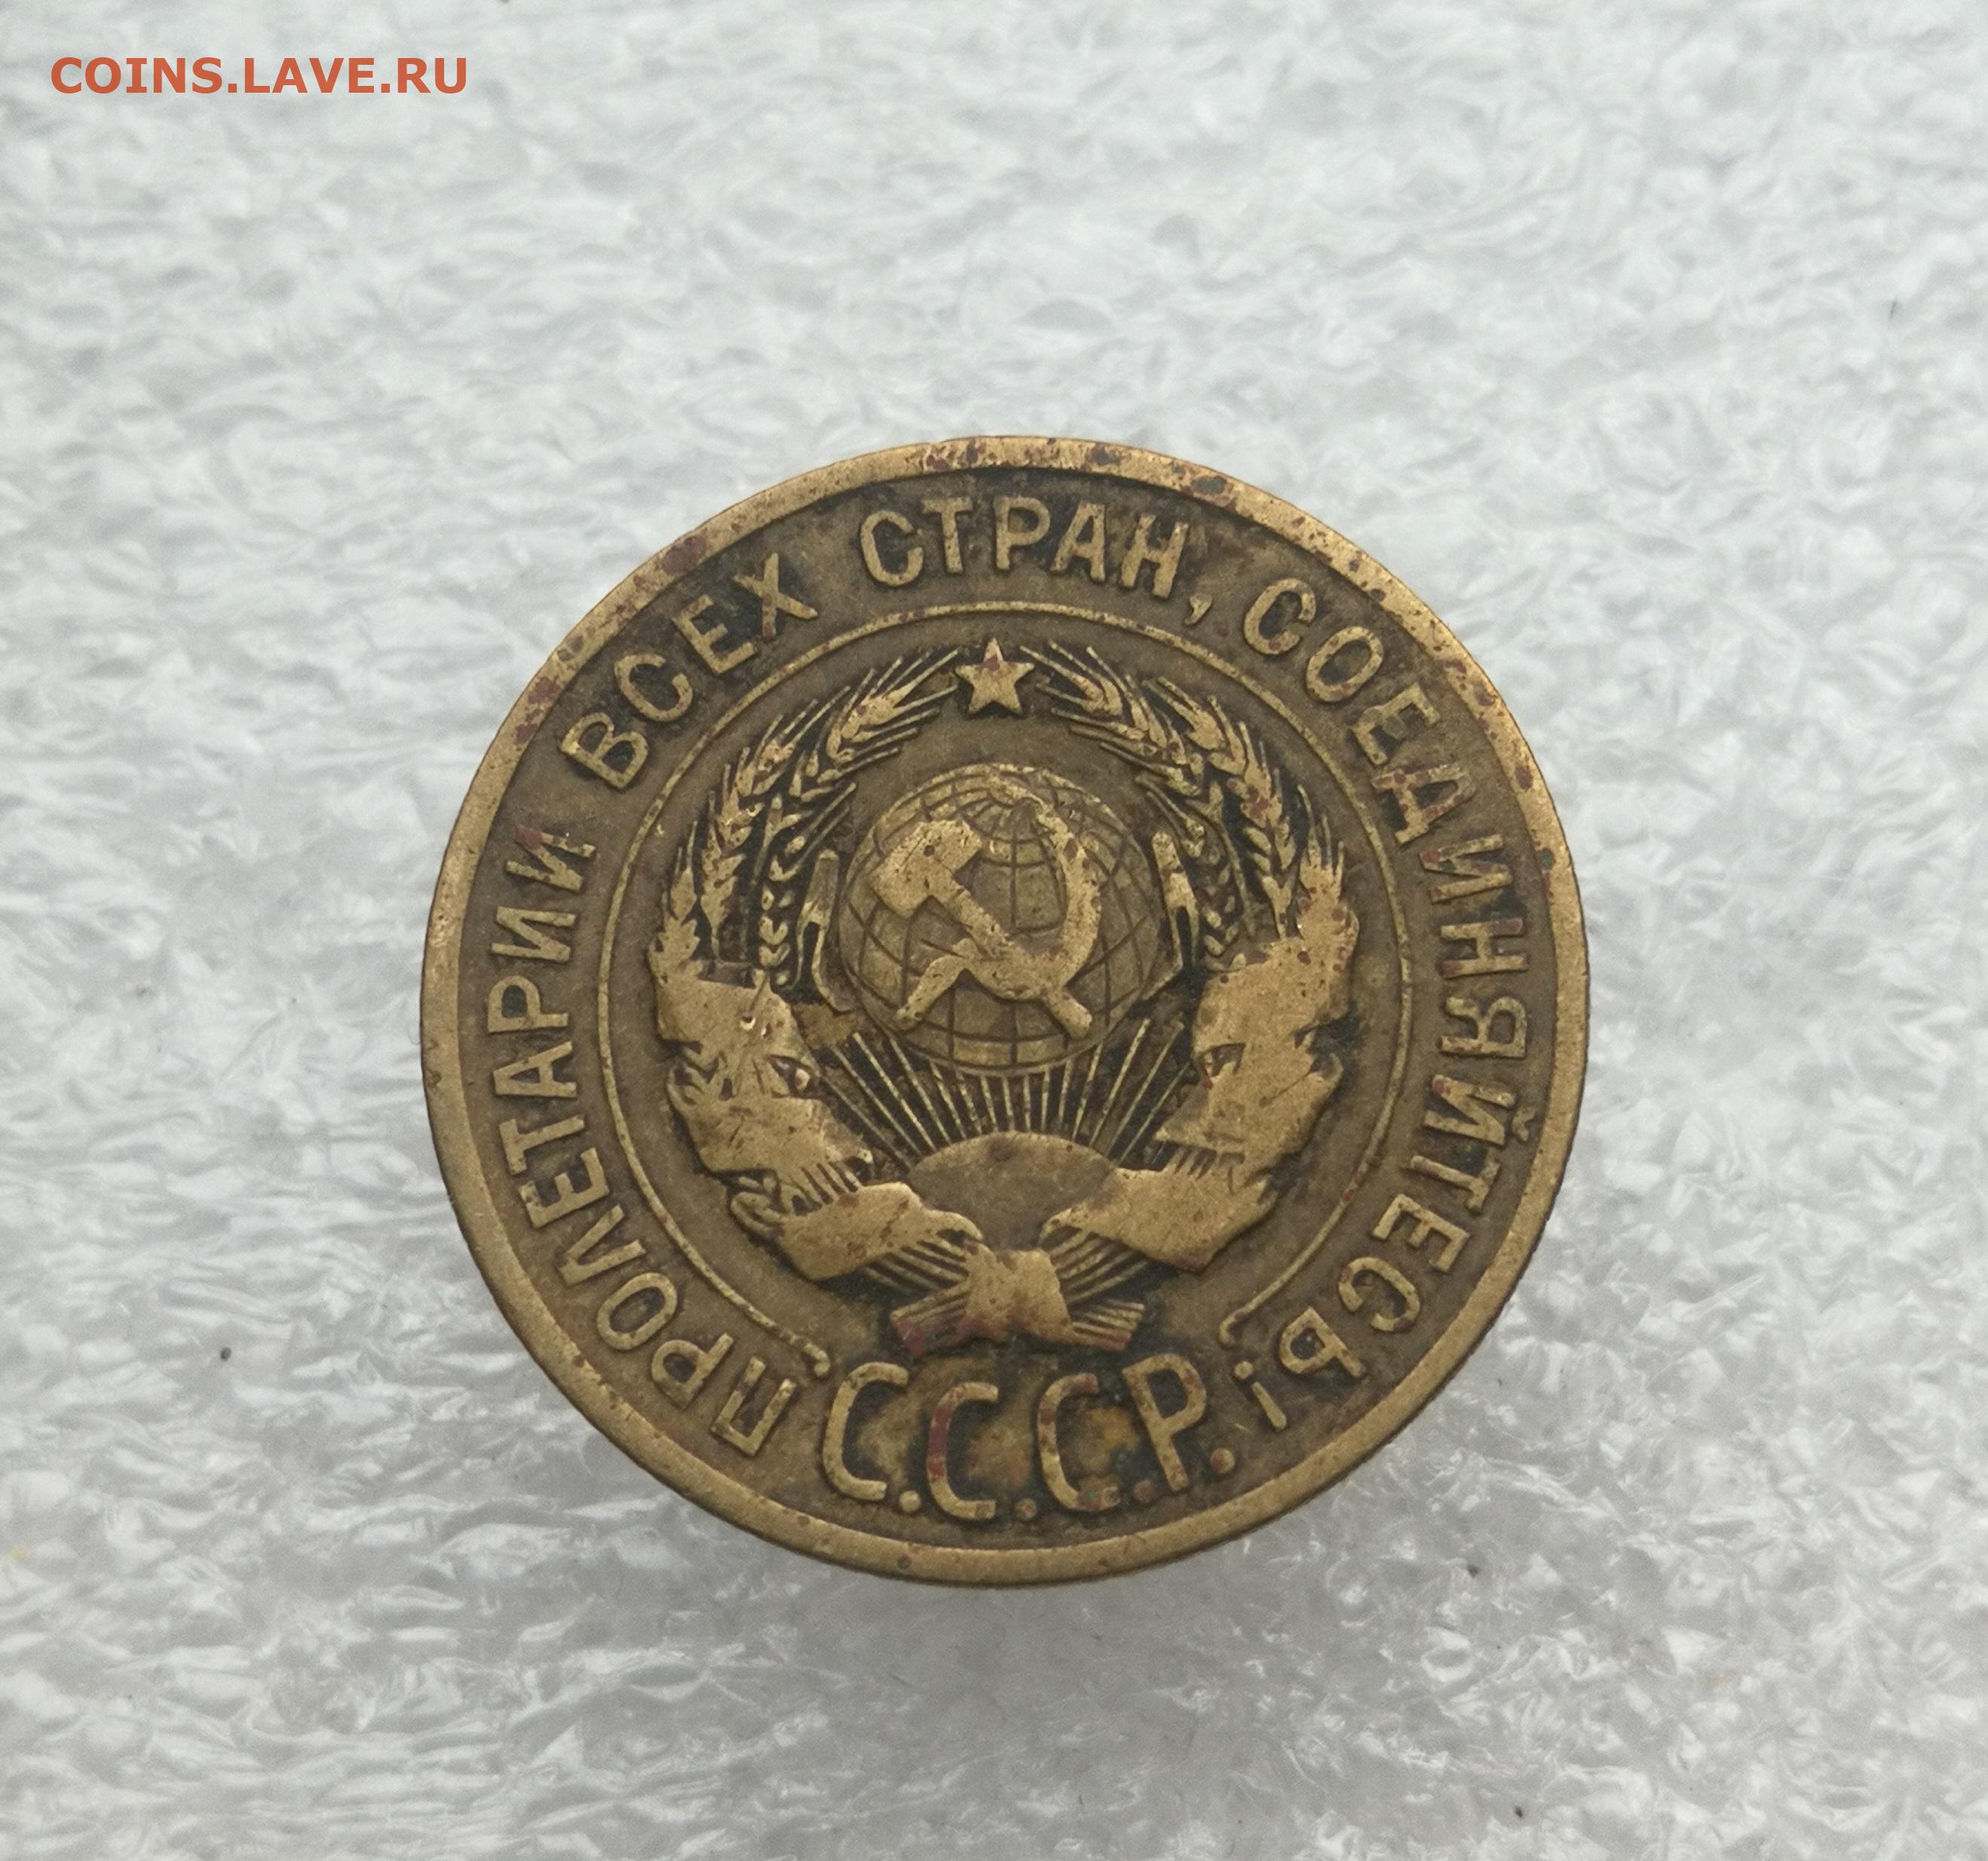 COINS.LAVE.RU
ПРОЛЕТАРИИ ВСЕХ СТРАН, СОЕДИНЯЙТЕСЬ!
С.С.С.Р.